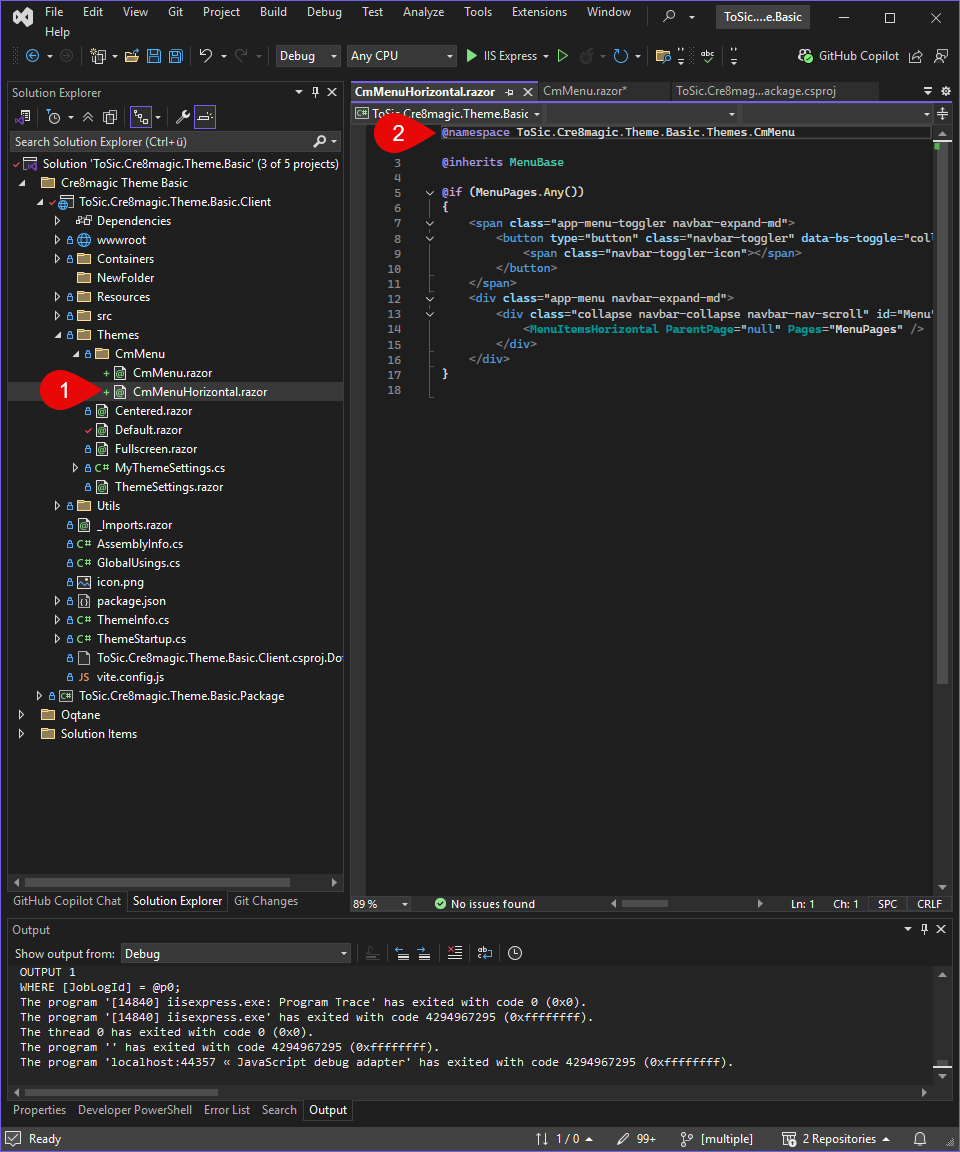 File Edit View Git Project Build Debug Test Analyze Tools Extensions Window ToSic....e.Basic
Help
Debug Any CPU IIS Express GitHub Copilot
Solution Explorer
Search Solution Explorer (Ctrl+ü)
Solution 'ToSic.Cre8magic.Theme.Basic' (3 of 5 projects)
Cre8magic Theme Basic
ToSic.Cre8magic.Theme.Basic.Client
Dependencies
wwwroot
Containers
NewFolder
Resources
src
Themes
CmMenu
CmMenu.razor
1
CmMenuHorizontal.razor
Centered.razor
Default.razor
Fullscreen.razor
C# MyThemeSettings.cs
ThemeSettings.razor
Utils
_Imports.razor
C# AssemblyInfo.cs
C# GlobalUsings.cs
icon.png
package.json
C# ThemeInfo.cs
C# ThemeStartup.cs
ToSic.Cre8magic.Theme.Basic.Client.csproj.Do
JS vite.config.js
C# ToSic.Cre8magic.Theme.Basic.Package
Oqtane
Solution Items
GitHub Copilot Chat Solution Explorer Git Changes
CmMenuHorizontal.razor CmMenu.razor* ToSic.Cre8mag...ackage.csproj
C# ToSic.Cre8magic.Theme.Basic
2
@namespace ToSic.Cre8magic.Theme.Basic.Themes.CmMenu
3 @inherits MenuBase
4
5 @if (MenuPages.Any())
6 {
7 <span class="app-menu-toggler navbar-expand-md">
8 <button type="button" class="navbar-toggler" data-bs-toggle="coll
9 <span class="navbar-toggler-icon"></span>
10 </button>
11 </span>
12 <div class="app-menu navbar-expand-md">
13 <div class="collapse navbar-collapse navbar-nav-scroll" id="Menu"
14 <MenuItemsHorizontal ParentPage="null" Pages="MenuPages" />
15 </div>
16 </div>
17 }
18
89 % No issues found Ln: 1 Ch: 1 SPC CRLF
Output
Show output from: Debug
OUTPUT 1
WHERE [JobLogId] = @p0;
The program '[14840] iisexpress.exe: Program Trace' has exited with code 0 (0x0).
The program '[14840] iisexpress.exe' has exited with code 4294967295 (0xffffffff).
The thread 0 has exited with code 0 (0x0).
The program '' has exited with code 4294967295 (0xffffffff).
The program 'localhost:44357 « JavaScript debug adapter' has exited with code 4294967295 (0xffffffff).
Properties Developer PowerShell Error List Search Output
Ready 1 / 0 99+ [multiple] 2 Repositories